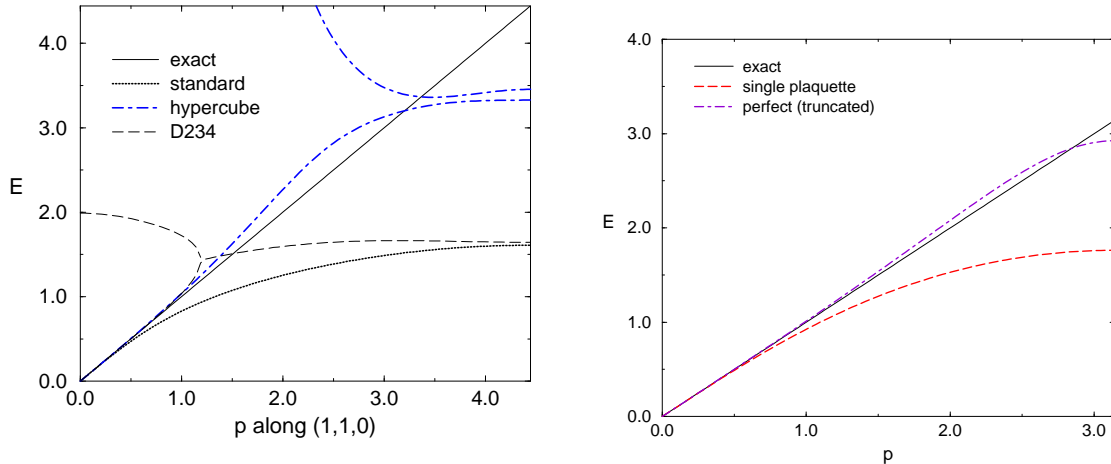 4.0
3.0
2.0
1.0
0.0
E
exact
standard
hypercube
D234
0.0 1.0 2.0 3.0 4.0
p along (1,1,0)
4.0
3.0
2.0
1.0
0.0
E
exact
single plaquette
perfect (truncated)
0.0 1.0 2.0 3.0
p